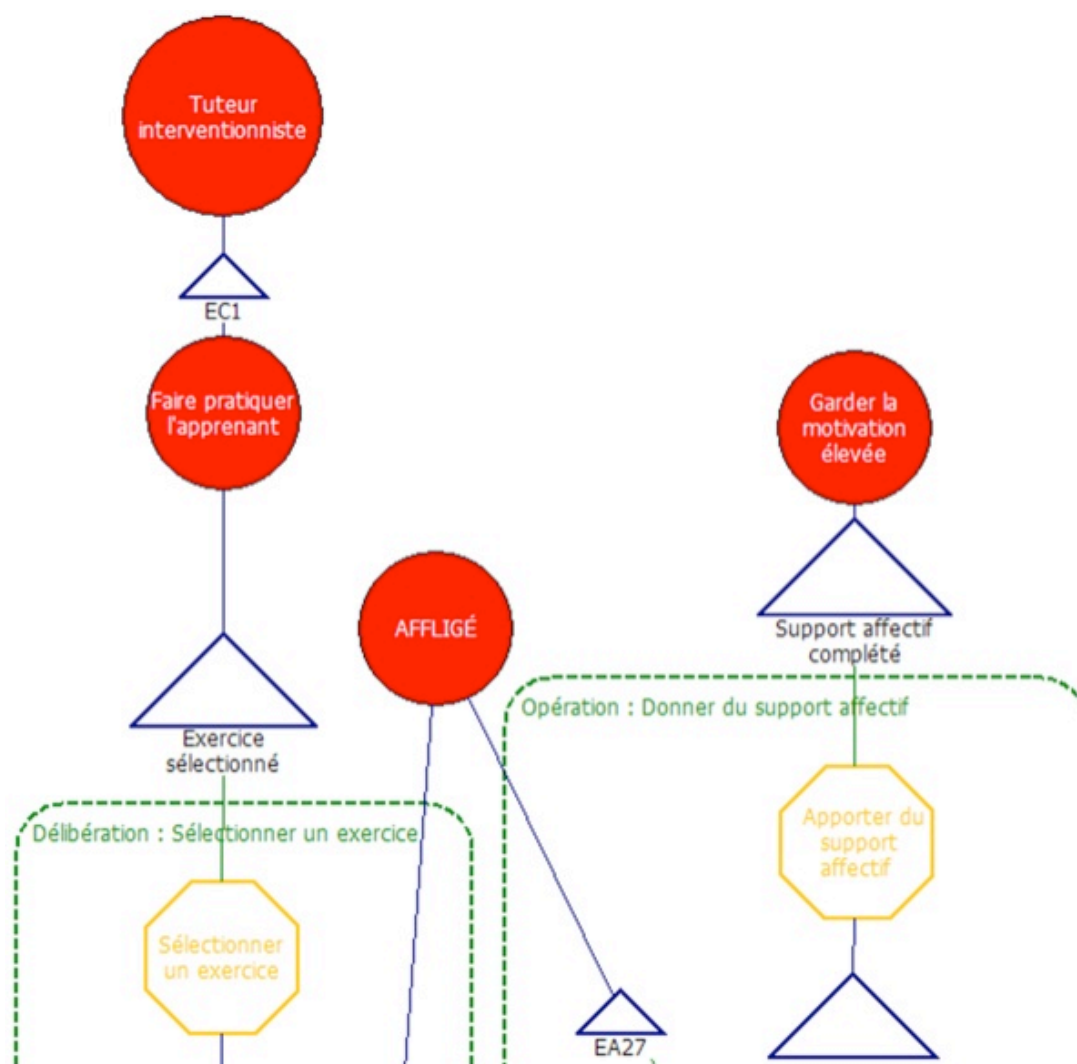 Tuteur
interventionniste
EC1
Faire pratiquer
l'apprenant
Garder la
motivation
élevée
AFFLIGÉ
Support affectif
complété
Opération : Donner du support affectif
Exercice
sélectionné
Délibération : Sélectionner un exercice
Apporter du
support
affectif
Sélectionner
un exercice
EA27